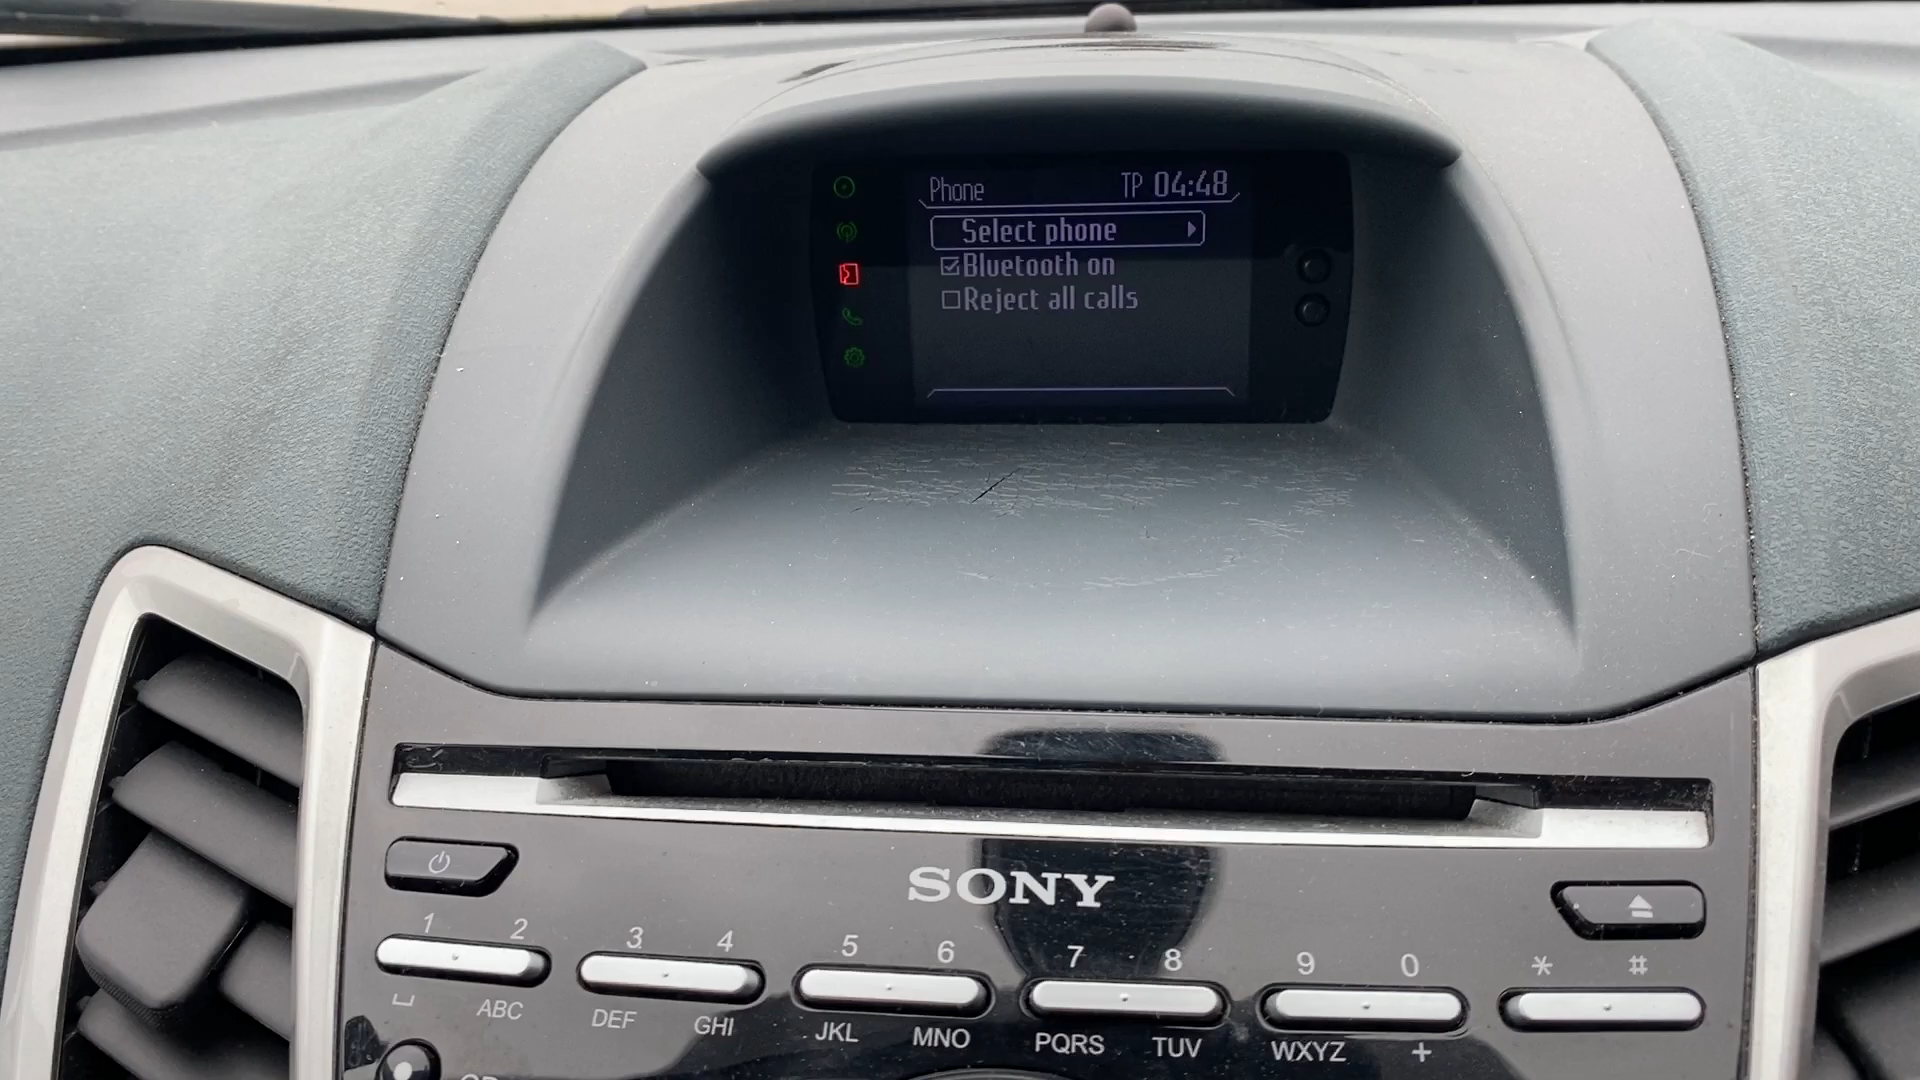 Phone TP 04:48
Select phone
Bluetooth on
Reject all calls
SONY
1 2 3 4 5 6 7 8 9 0 * #
ABC DEF GHI JKL MNO PQRS TUV WXYZ +